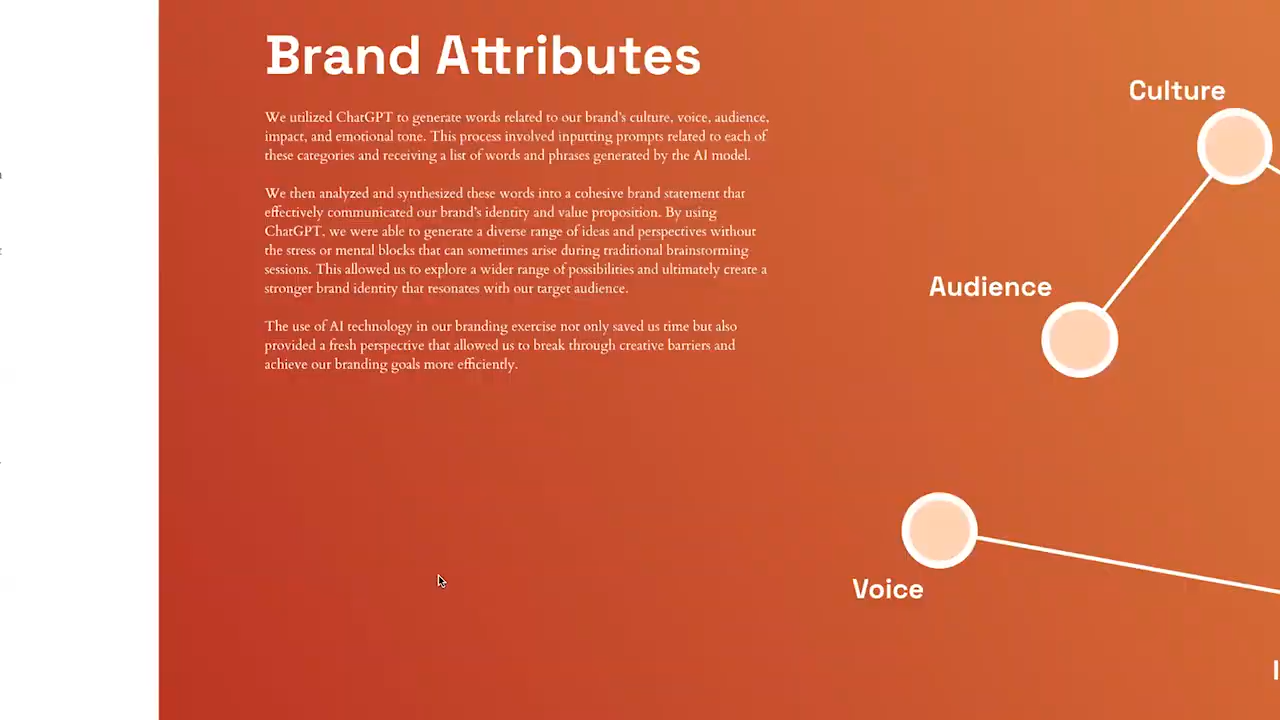 Brand Attributes
We utilized ChatGPT to generate words related to our brand's culture, voice, audience,
impact, and emotional tone. This process involved inputting prompts related to each of
these categories and receiving a list of words and phrases generated by the AI model.
We then analyzed and synthesized these words into a cohesive brand statement that
effectively communicated our brand's identity and value proposition. By using
ChatGPT, we were able to generate a diverse range of ideas and perspectives without
the stress or mental blocks that can sometimes arise during traditional brainstorming
sessions. This allowed us to explore a wider range of possibilities and ultimately create a
stronger brand identity that resonates with our target audience.
The use of AI technology in our branding exercise not only saved us time but also
provided a fresh perspective that allowed us to break through creative barriers and
achieve our branding goals more efficiently.
Culture
Audience
Voice